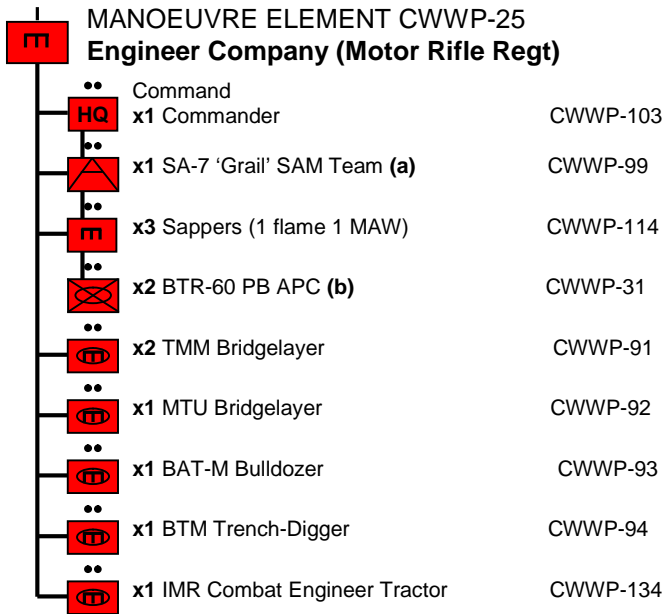 MANOEUVRE ELEMENT CWWP-25
Engineer Company (Motor Rifle Regt)
Command
HQ x1 Commander CWWP-103
x1 SA-7 ‘Grail’ SAM Team (a) CWWP-99
x3 Sappers (1 flame 1 MAW) CWWP-114
x2 BTR-60 PB APC (b) CWWP-31
x2 TMM Bridgelayer CWWP-91
x1 MTU Bridgelayer CWWP-92
x1 BAT-M Bulldozer CWWP-93
x1 BTM Trench-Digger CWWP-94
x1 IMR Combat Engineer Tractor CWWP-134